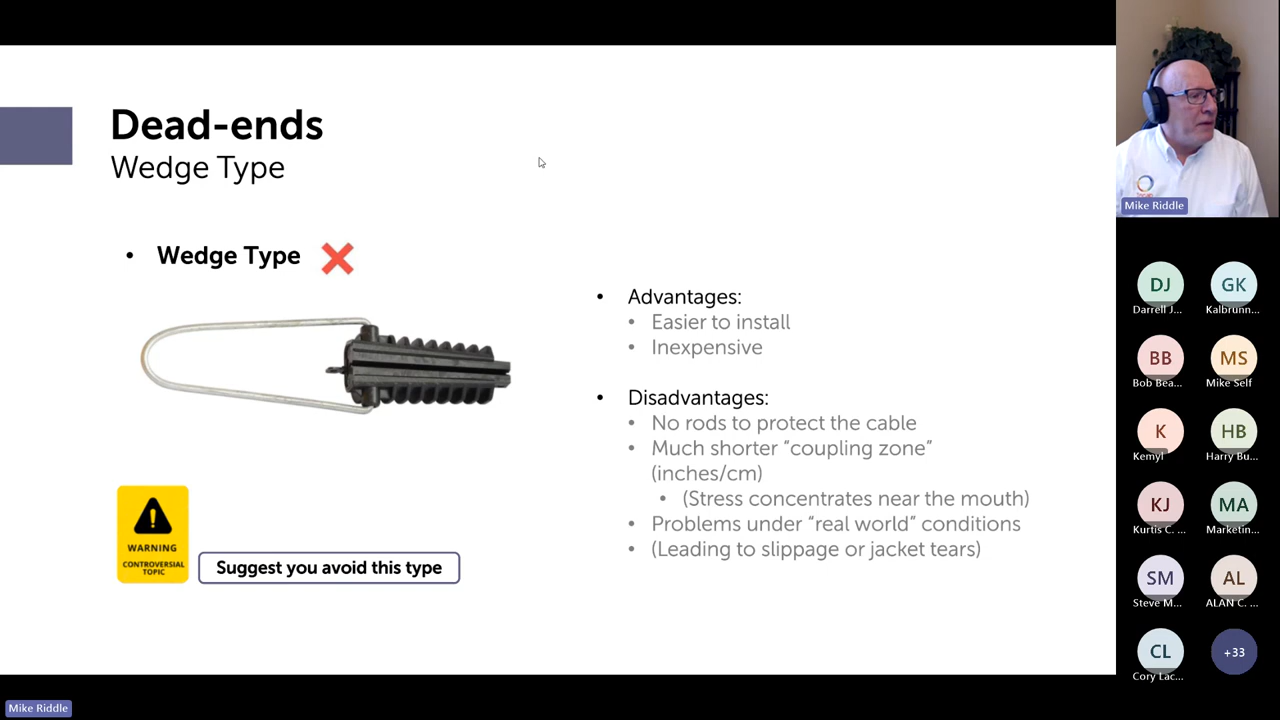 Dead-ends
Wedge Type
• Wedge Type
• Advantages:
• Easier to install
• Inexpensive
• Disadvantages:
• No rods to protect the cable
• Much shorter “coupling zone”
(inches/cm)
• (Stress concentrates near the mouth)
• Problems under “real world” conditions
• (Leading to slippage or jacket tears)
WARNING
CONTROVERSIAL
TOPIC
Suggest you avoid this type
Mike Riddle
DJ
Darrell J...
GK
Kalbrunn...
BB
Bob Bea...
MS
Mike Self
K
Kemyl
HB
Harry Bu...
KJ
Kurtis C. ...
MA
Marketin...
SM
Steve M...
AL
ALAN C. ...
CL
Cory Lac...
+33
Mike Riddle